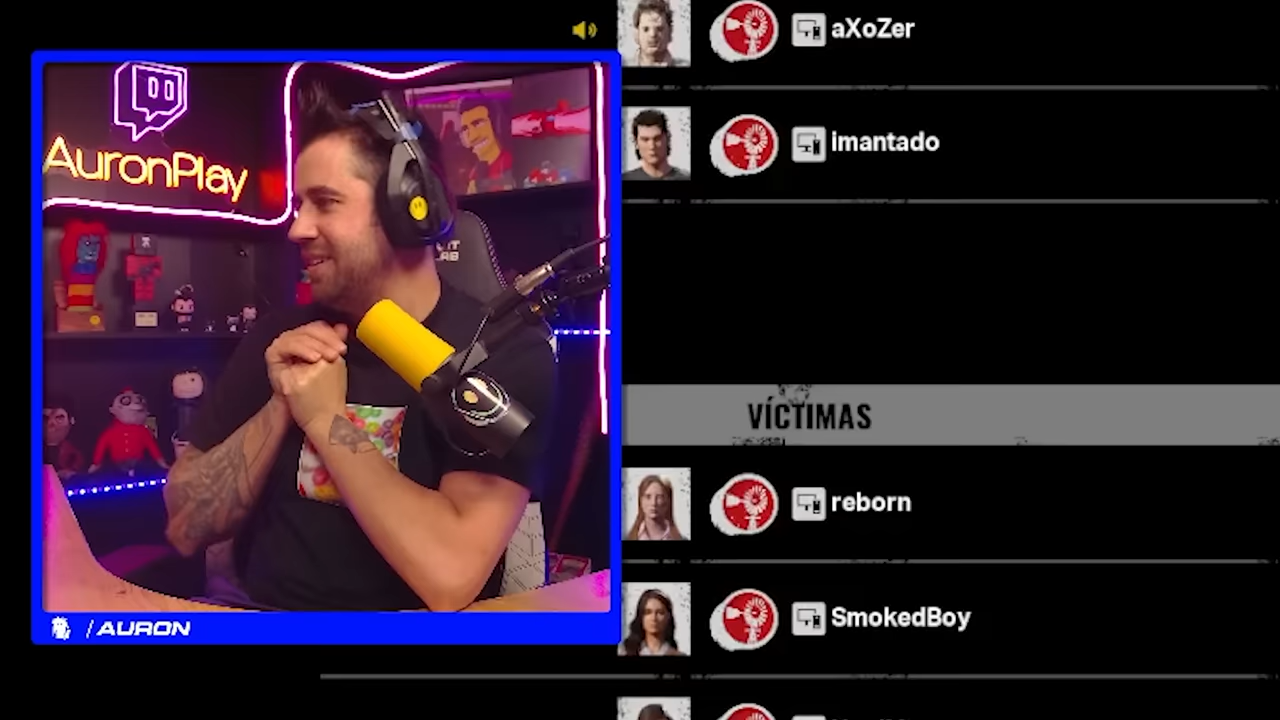 aXoZer
AuronPlay
imantado
VÍCTIMAS
reborn
SmokedBoy
/AURON